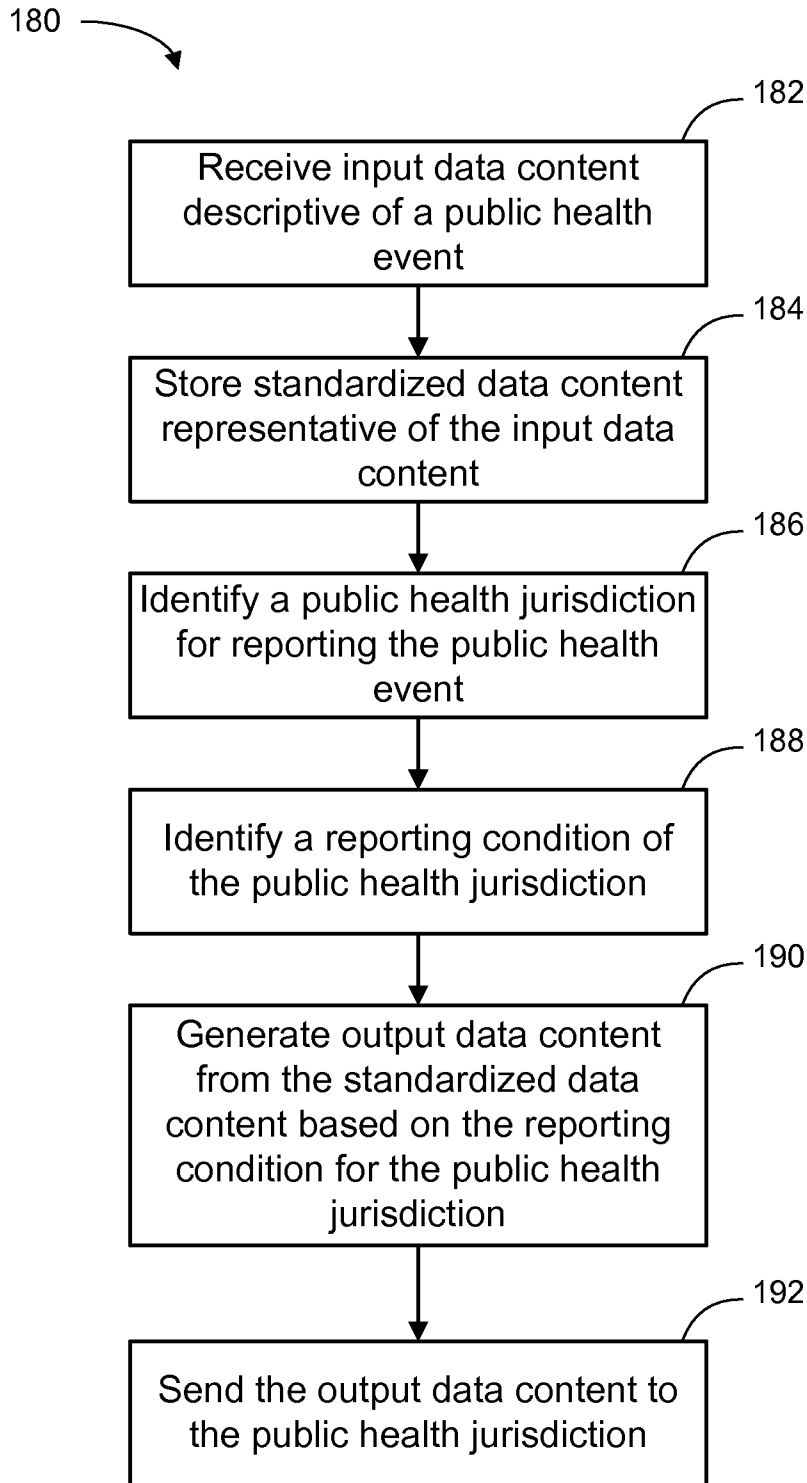 180
182
Receive input data content
descriptive of a public health
event
184
Store standardized data content
representative of the input data
content
186
Identify a public health jurisdiction
for reporting the public health
event
188
Identify a reporting condition of
the public health jurisdiction
190
Generate output data content
from the standardized data
content based on the reporting
condition for the public health
jurisdiction
192
Send the output data content to
the public health jurisdiction